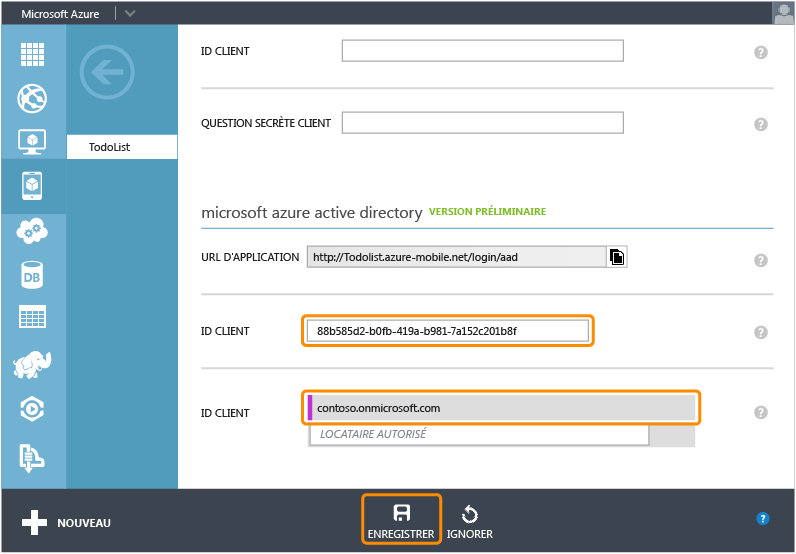 Microsoft Azure
ID CLIENT
QUESTION SECRÈTE CLIENT
TodoList
microsoft azure active directory VERSION PRÉLIMINAIRE
URL D'APPLICATION http://Todolist.azure-mobile.net/login/aad
ID CLIENT 88b585d2-b0fb-419a-b981-7a152c201b8f
ID CLIENT contoso.onmicrosoft.com
LOCATAIRE AUTORISÉ
DB
NOUVEAU
ENREGISTRER
IGNORER